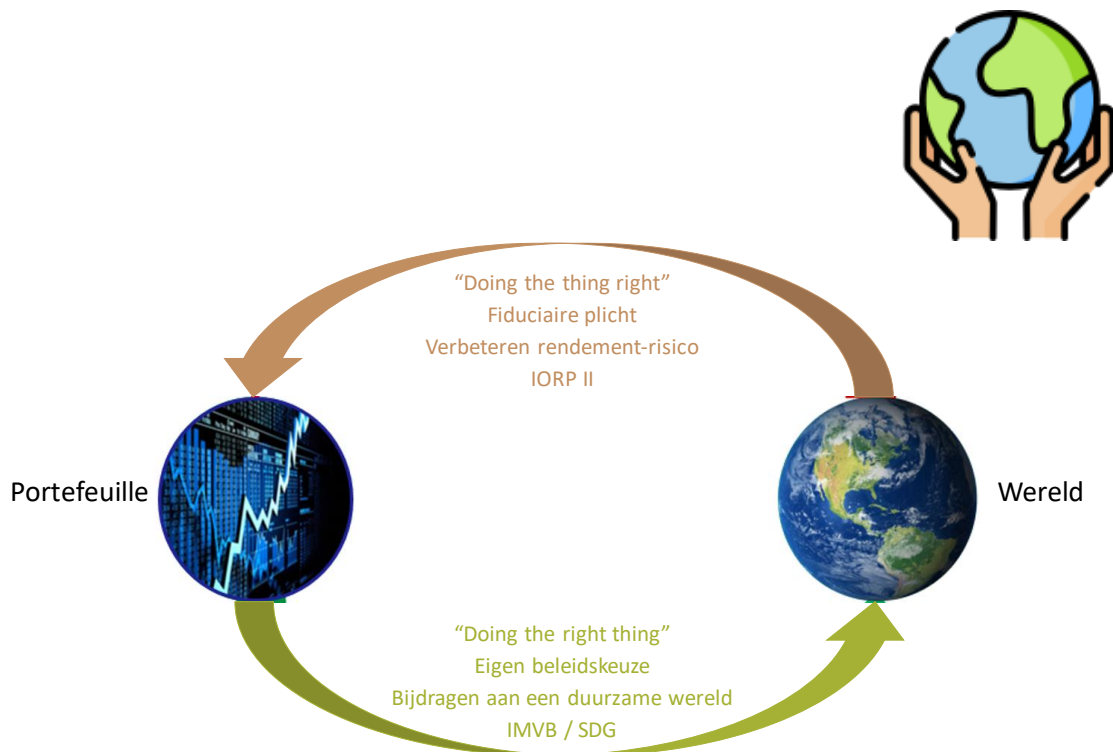 “Doing the thing right”
Fiduciaire plicht
Verbeteren rendement-risico
IORP II
Portefeuille
Wereld
“Doing the right thing”
Eigen beleidskeuze
Bijdragen aan een duurzame wereld
IMVB / SDG